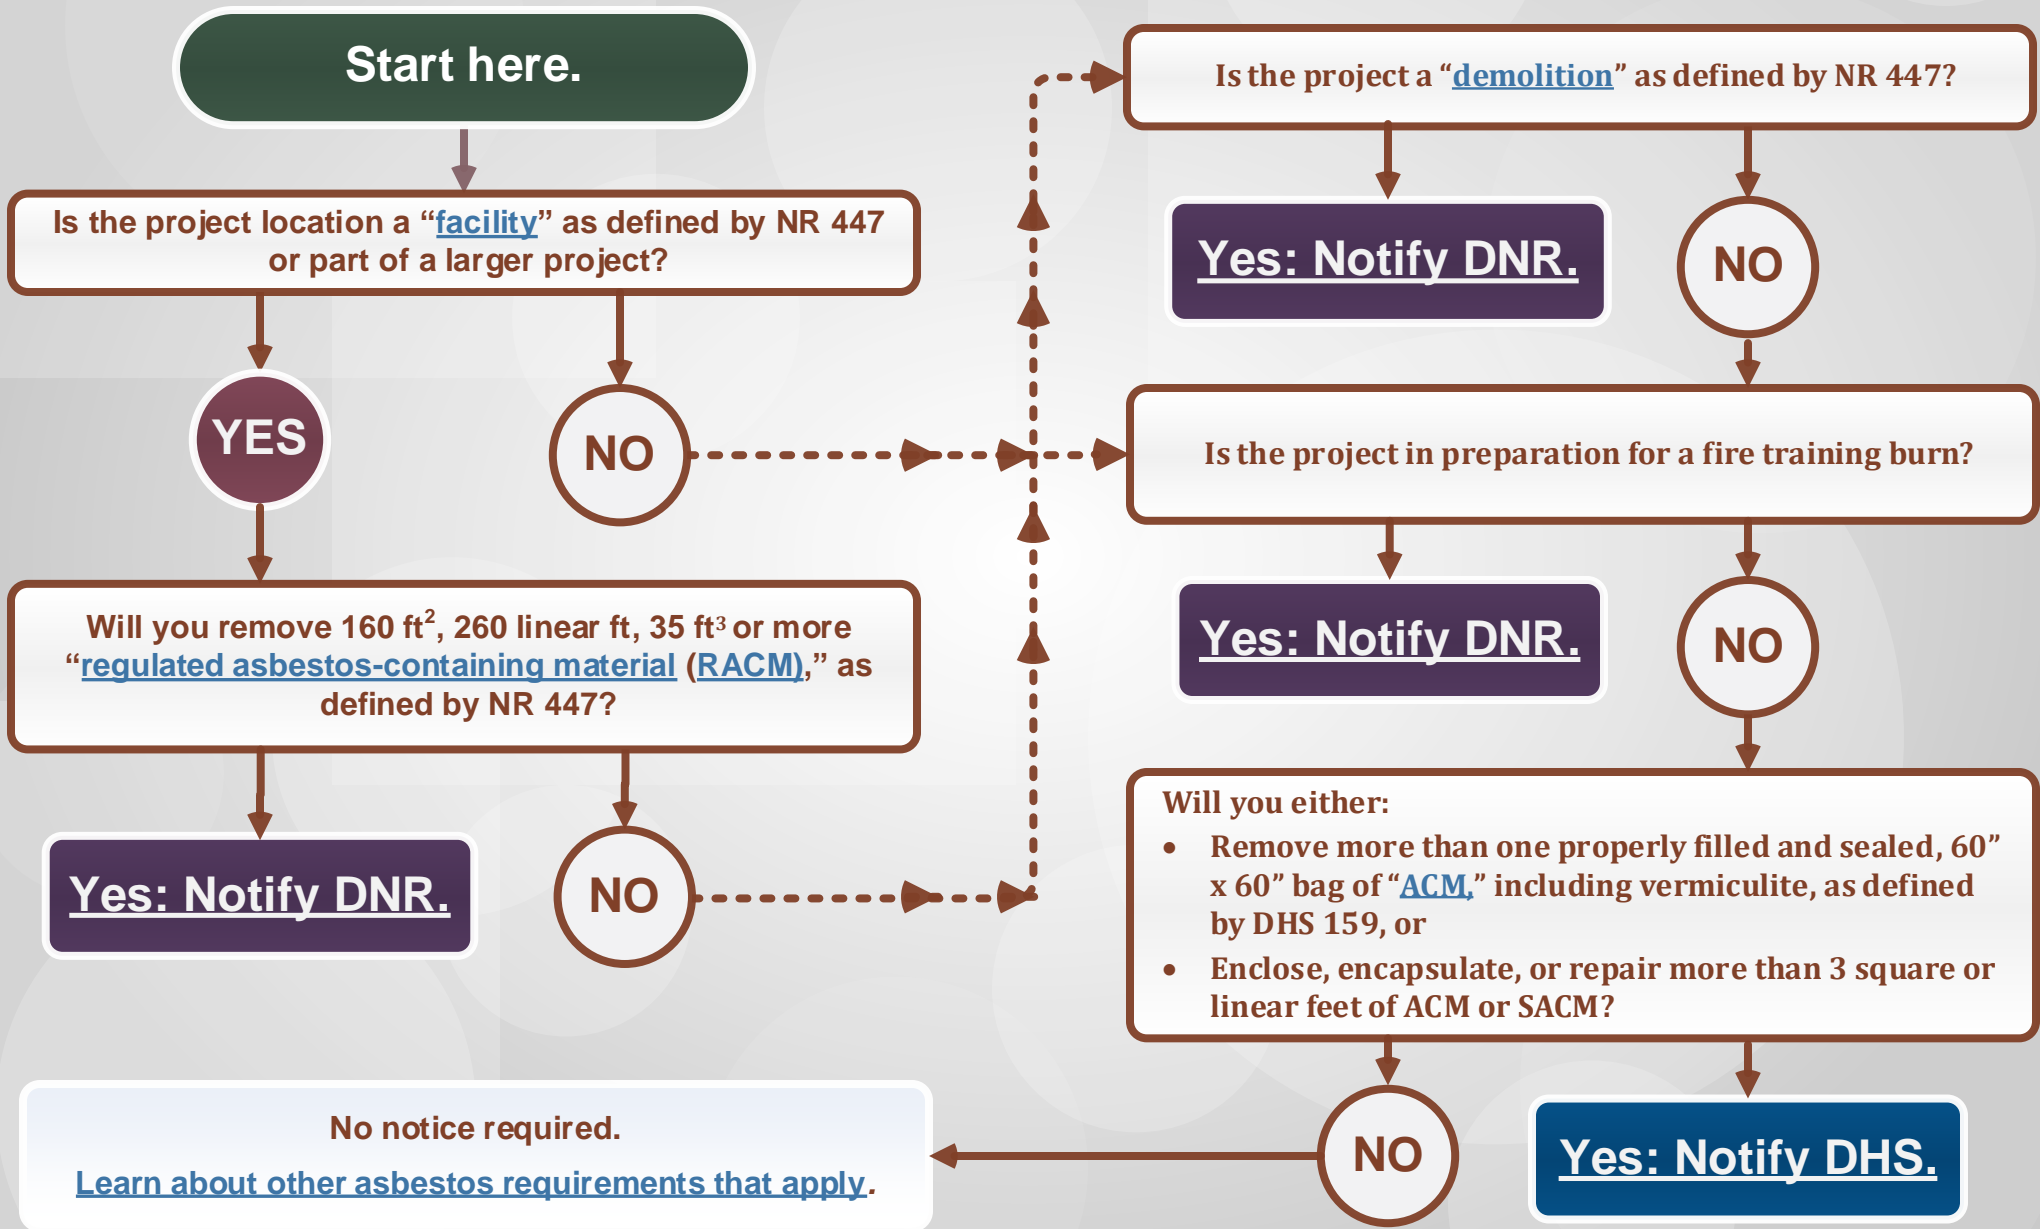 Start here.
Is the project location a “facility” as defined by NR 447
or part of a larger project?
YES
NO
Will you remove 160 ft², 260 linear ft, 35 ft³ or more
“regulated asbestos-containing material (RACM),” as
defined by NR 447?
Yes: Notify DNR.
NO
Is the project a “demolition” as defined by NR 447?
Yes: Notify DNR.
NO
Is the project in preparation for a fire training burn?
Yes: Notify DNR.
NO
Will you either:
• Remove more than one properly filled and sealed, 60”
x 60” bag of “ACM,” including vermiculite, as defined
by DHS 159, or
• Enclose, encapsulate, or repair more than 3 square or
linear feet of ACM or SACM?
NO
Yes: Notify DHS.
No notice required.
Learn about other asbestos requirements that apply.